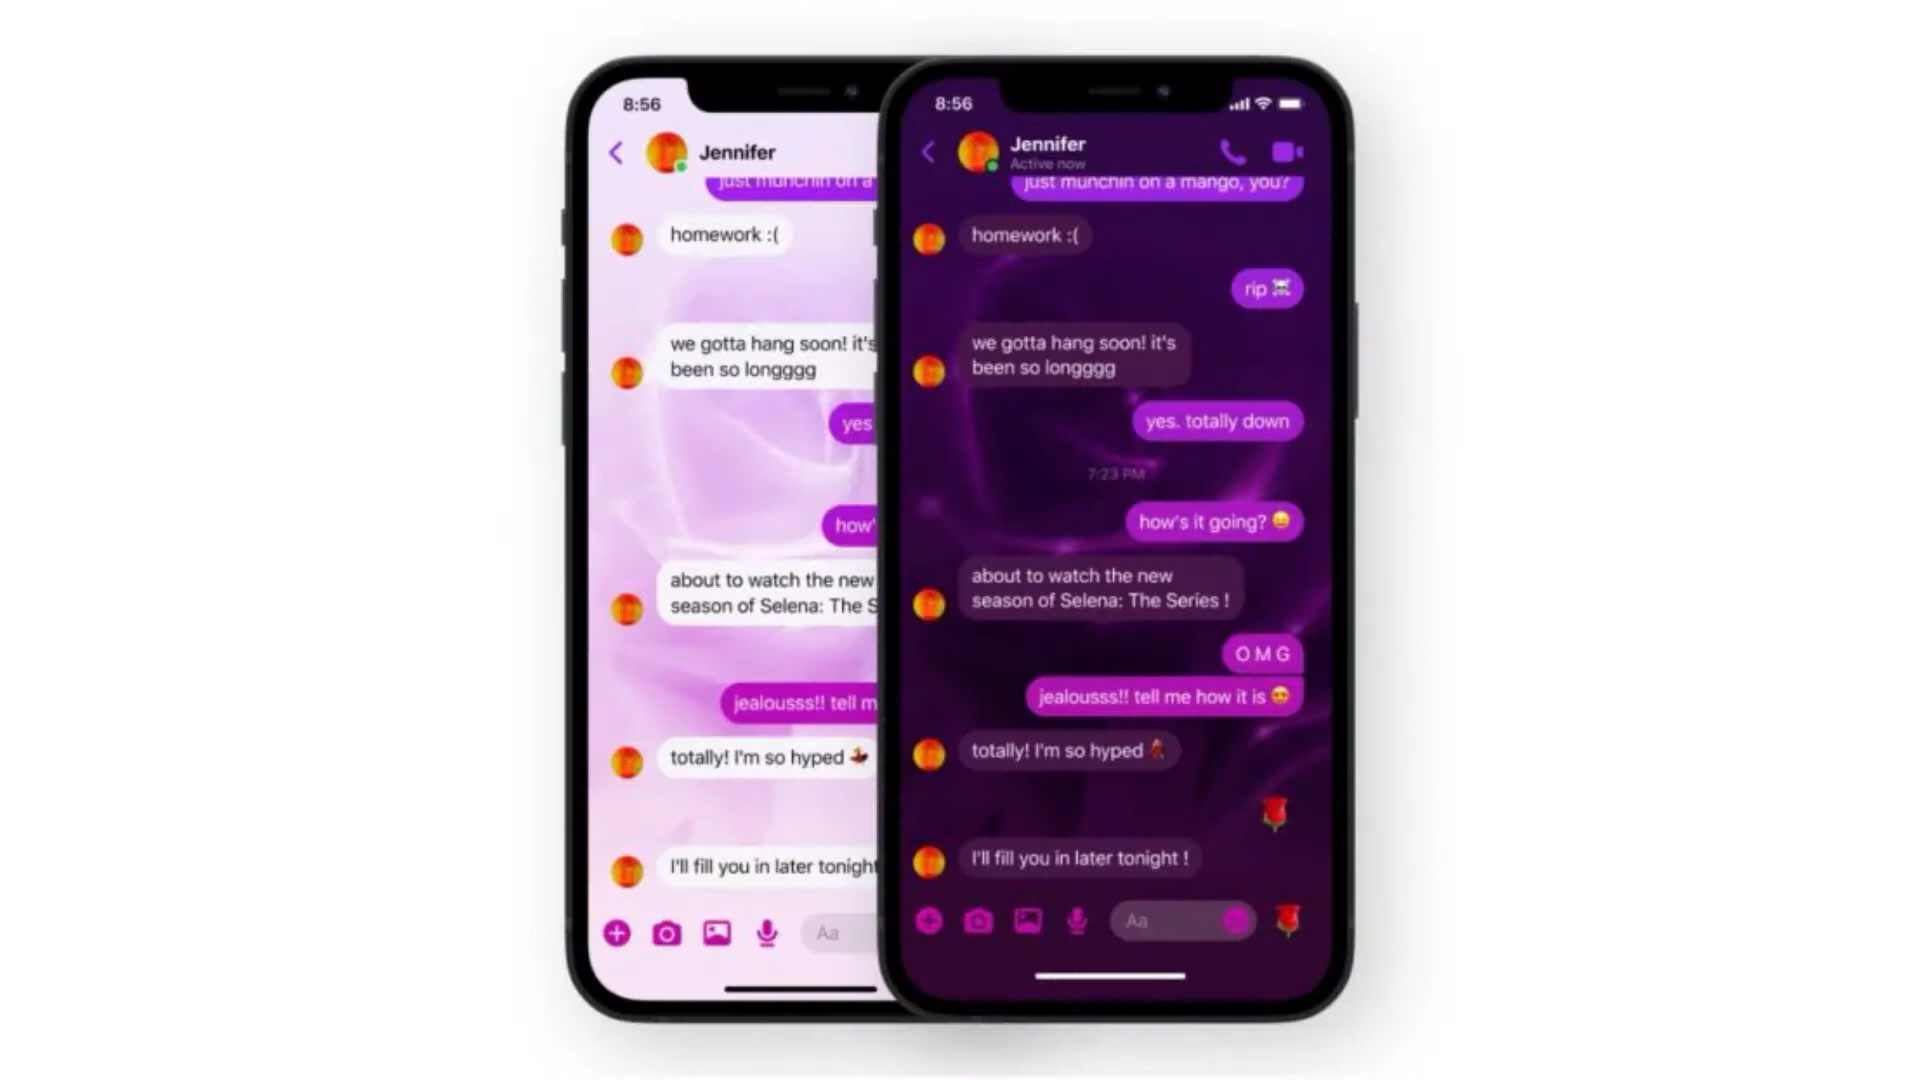 8:56
Jennifer
just munchin on a
homework :(
we gotta hang soon! it's
been so longggg
yes
how'
about to watch the new
season of Selena: The S
jealousss!! tell m
totally! I'm so hyped
I'll fill you in later tonight
Aa
8:56
Jennifer
Active now
just munchin on a mango, you?
homework :(
rip
we gotta hang soon! it's
been so longggg
yes. totally down
7:23 PM
how's it going?
about to watch the new
season of Selena: The Series !
O M G
jealousss!! tell me how it is
totally! I'm so hyped
I'll fill you in later tonight !
Aa